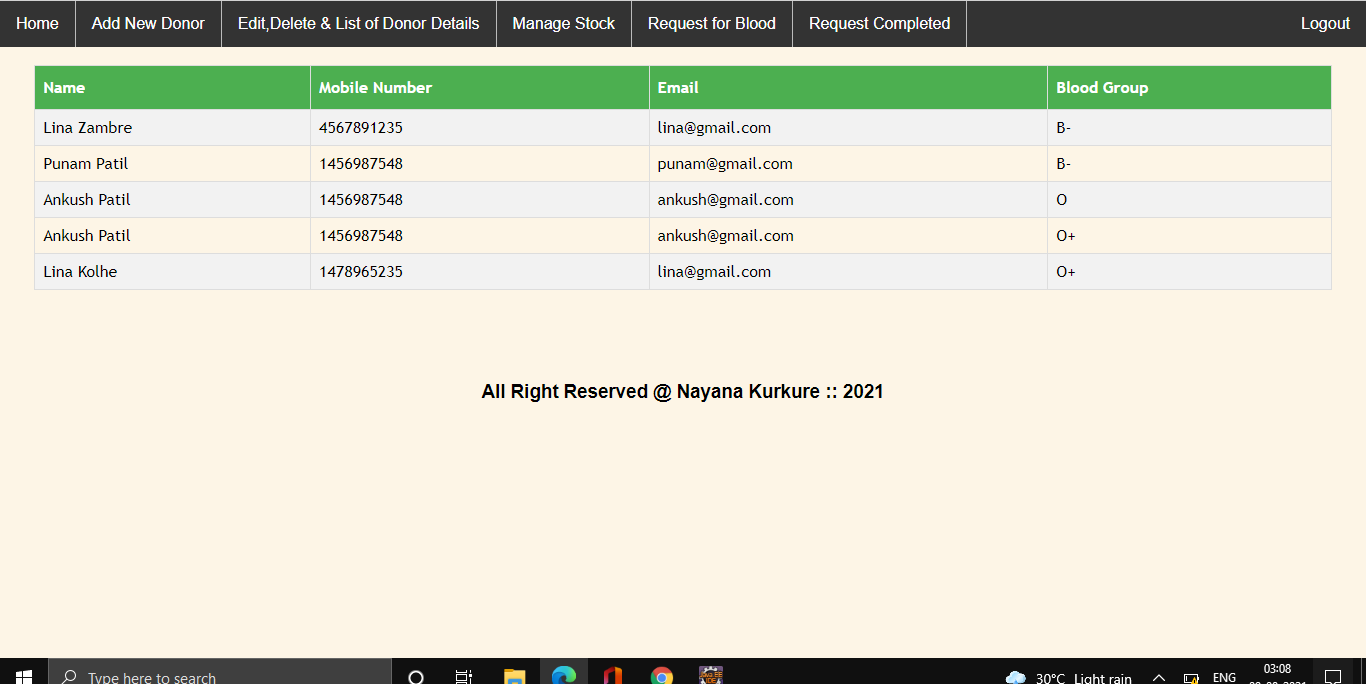 Home Add New Donor Edit,Delete & List of Donor Details Manage Stock Request for Blood Request Completed Logout
Name Mobile Number Email Blood Group
Lina Zambre 4567891235 lina@gmail.com B-
Punam Patil 1456987548 punam@gmail.com B-
Ankush Patil 1456987548 ankush@gmail.com O
Ankush Patil 1456987548 ankush@gmail.com O+
Lina Kolhe 1478965235 lina@gmail.com O+
All Right Reserved @ Nayana Kurkure :: 2021
Type here to search 30°C Light rain ENG 03:08